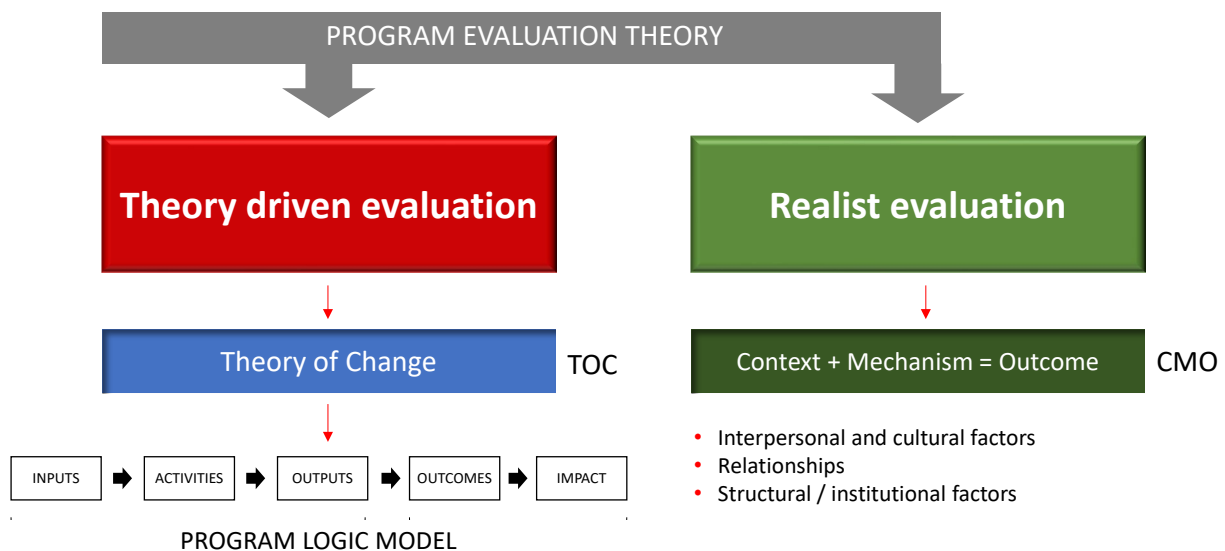 PROGRAM EVALUATION THEORY
Theory driven evaluation
Realist evaluation
Theory of Change
TOC
Context + Mechanism = Outcome
CMO
• Interpersonal and cultural factors
• Relationships
• Structural / institutional factors
INPUTS
ACTIVITIES
OUTPUTS
OUTCOMES
IMPACT
PROGRAM LOGIC MODEL